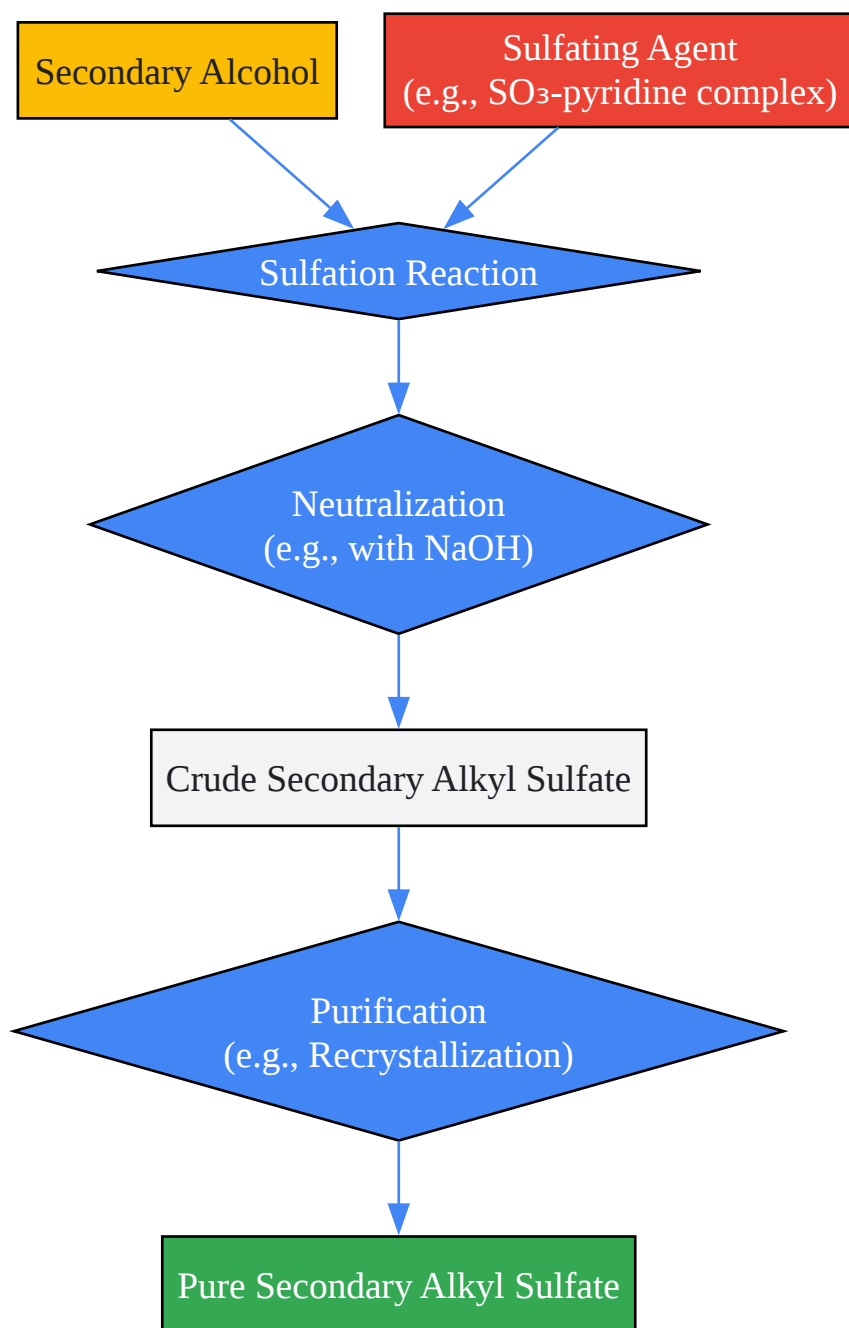 Secondary Alcohol
Sulfating Agent
(e.g., SO₃-pyridine complex)
Sulfation Reaction
Neutralization
(e.g., with NaOH)
Crude Secondary Alkyl Sulfate
Purification
(e.g., Recrystallization)
Pure Secondary Alkyl Sulfate